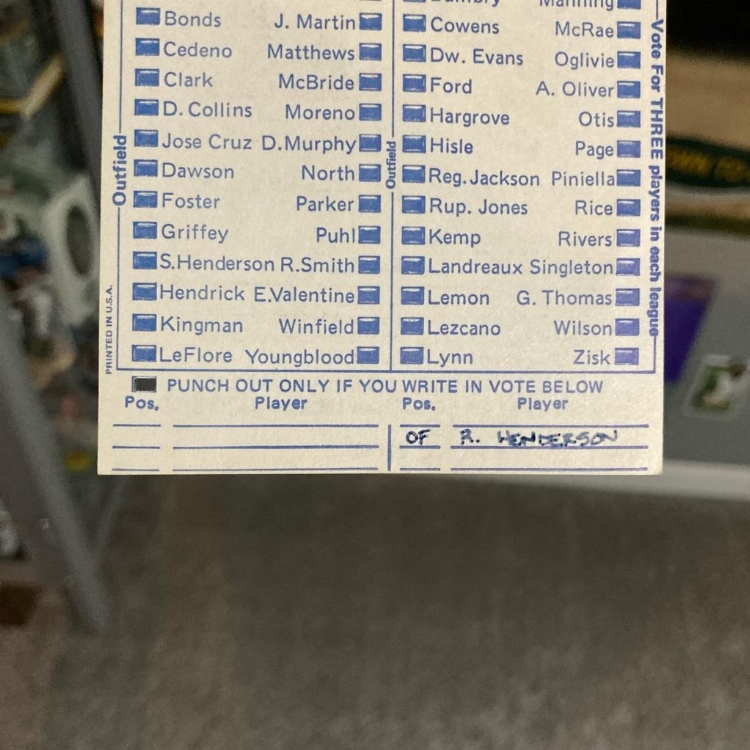 Manning
Bonds J. Martin Cowens McRae
Cedeno Matthews Dw. Evans Oglivie
Clark McBride Ford A. Oliver
D. Collins Moreno Hargrove Otis
Jose Cruz D.Murphy Hisle Page
Dawson North Reg.Jackson Piniella
Foster Parker Rup. Jones Rice
Griffey Puhl Kemp Rivers
S.Henderson R.Smith Landreaux Singleton
Hendrick E.Valentine Lemon G. Thomas
Kingman Winfield Lezcano Wilson
LeFlore Youngblood Lynn Zisk
Outfield
Outfield
Vote For THREE players in each league
PRINTED IN U.S.A.
PUNCH OUT ONLY IF YOU WRITE IN VOTE BELOW
Pos. Player Pos. Player
OF R. HENDERSON